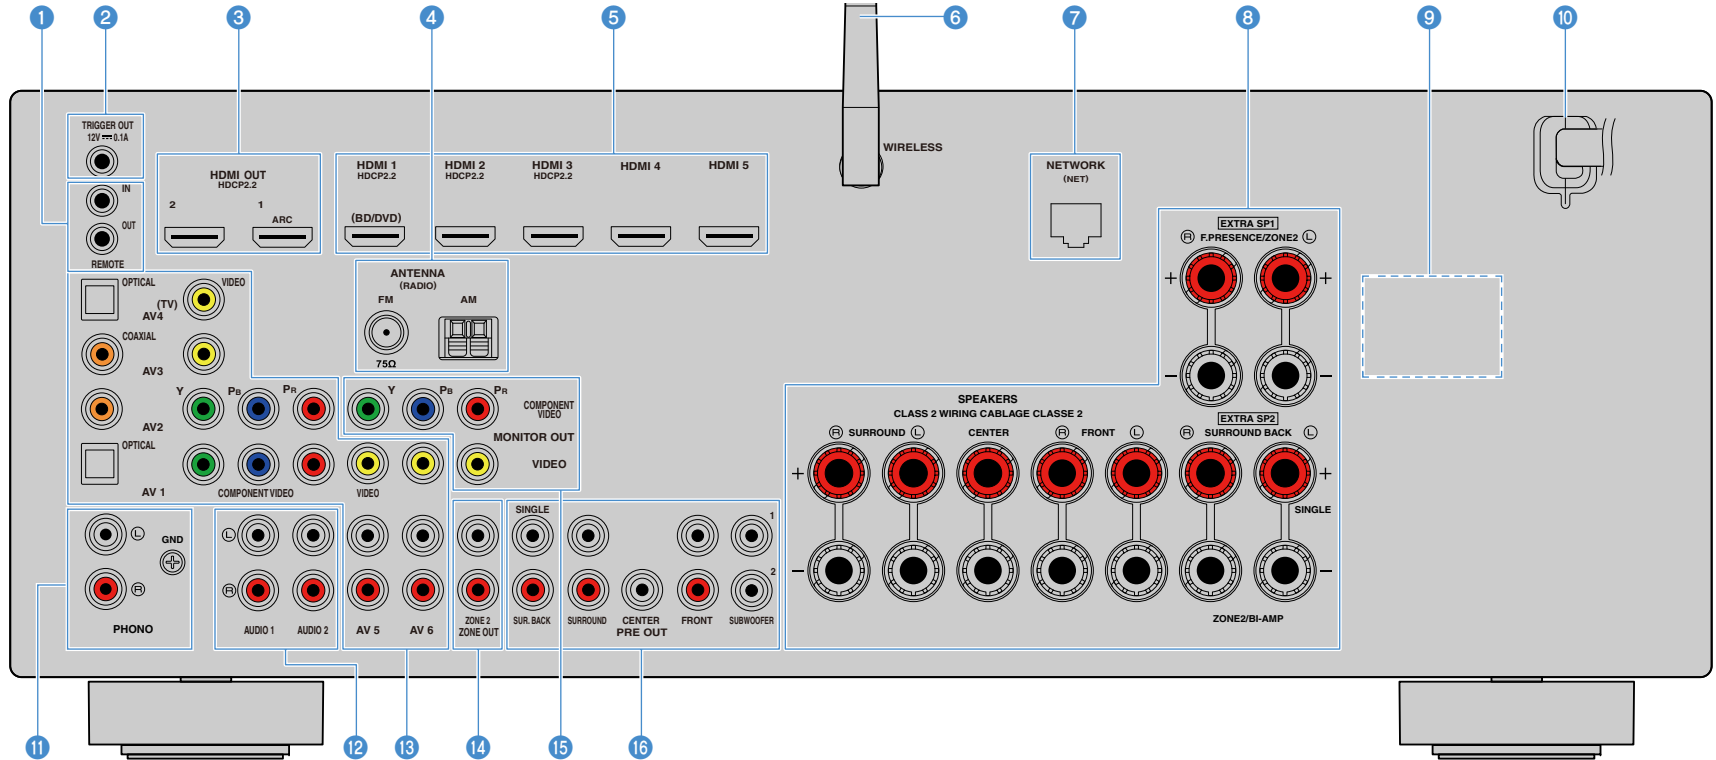 1 2 3 4 5 6 7 8 9 10
TRIGGER OUT
12V 0.1A
IN
OUT
REMOTE
HDMI OUT
HDCP2.2
2 1
ARC
HDMI 1
HDCP2.2
(BD/DVD)
HDMI 2
HDCP2.2
HDMI 3
HDCP2.2
HDMI 4
HDMI 5
WIRELESS
NETWORK
(NET)
ANTENNA
(RADIO)
FM AM
75Ω
OPTICAL
(TV)
AV4
VIDEO
COAXIAL
AV3
AV2
OPTICAL
AV 1
Y PB PR
COMPONENT VIDEO
VIDEO
Y PB PR
COMPONENT
VIDEO
MONITOR OUT
VIDEO
EXTRA SP1
R F.PRESENCE/ZONE2 L
+ +
– –
SPEAKERS
CLASS 2 WIRING CABLAGE CLASSE 2
EXTRA SP2
R SURROUND L CENTER R FRONT L R SURROUND BACK L
+ +
SINGLE
– –
ZONE2/BI-AMP
L
GND
R
PHONO
L
R
AUDIO 1 AUDIO 2
AV 5 AV 6
ZONE 2
ZONE OUT
SINGLE
1
2
SUR. BACK SURROUND CENTER FRONT SUBWOOFER
PRE OUT
11 12 13 14 15 16